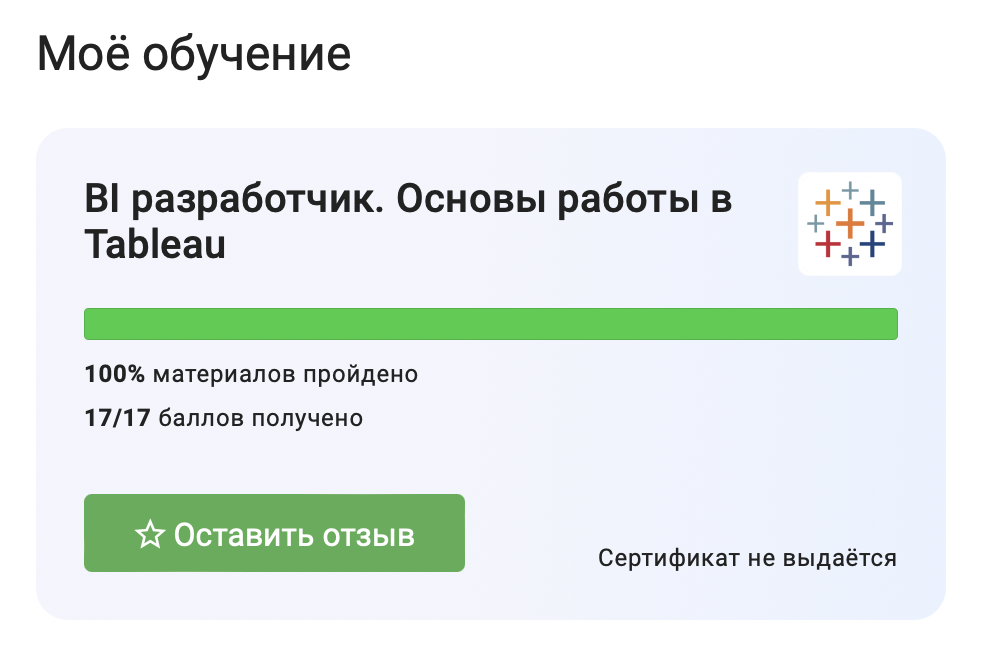 Моё обучение
BI разработчик. Основы работы в
Tableau
100% материалов пройдено
17/17 баллов получено
Оставить отзыв
Сертификат не выдаётся